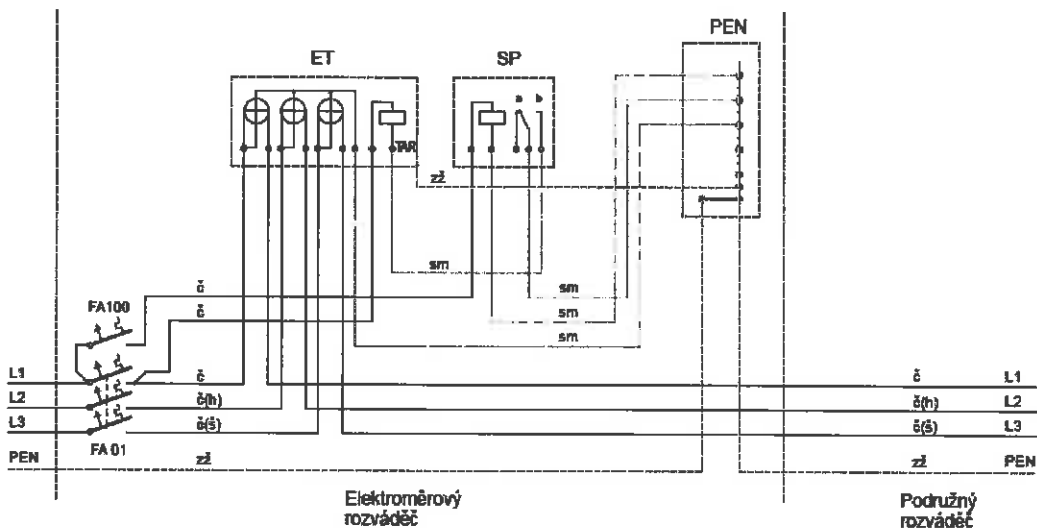 PEN
ET
SP
a b
TAR
zž
sm
č
sm
FA100
č
sm
sm
L1 č č L1
L2 č(h) č(h) L2
L3 č(š) č(š) L3
FA 01
PEN zž zž PEN
Elektroměrový
rozváděč
Podružný
rozváděč